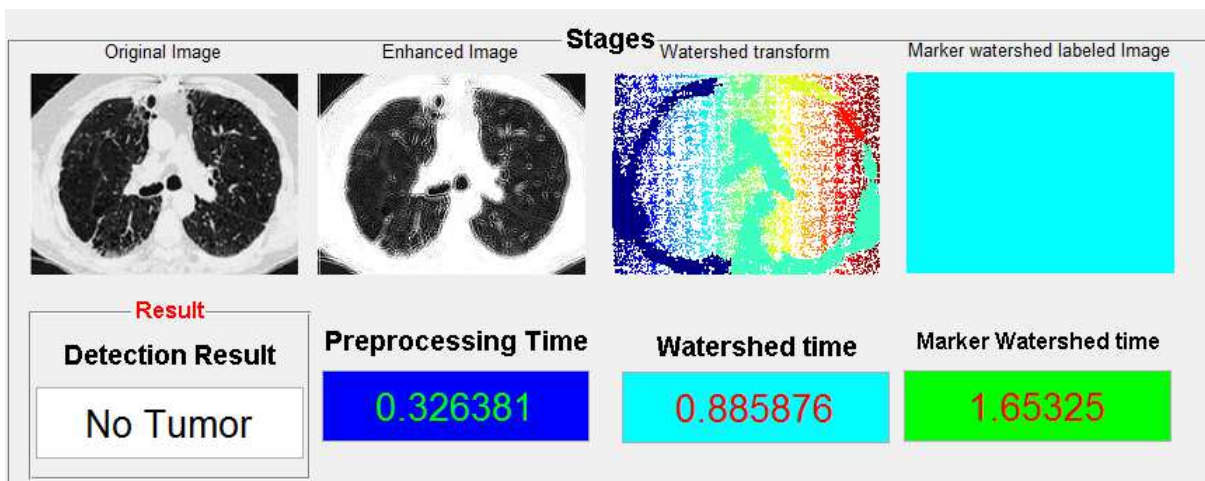 Stages
Original Image
Enhanced Image
Watershed transform
Marker watershed labeled Image
Result
Detection Result
No Tumor
Preprocessing Time
0.326381
Watershed time
0.885876
Marker Watershed time
1.65325